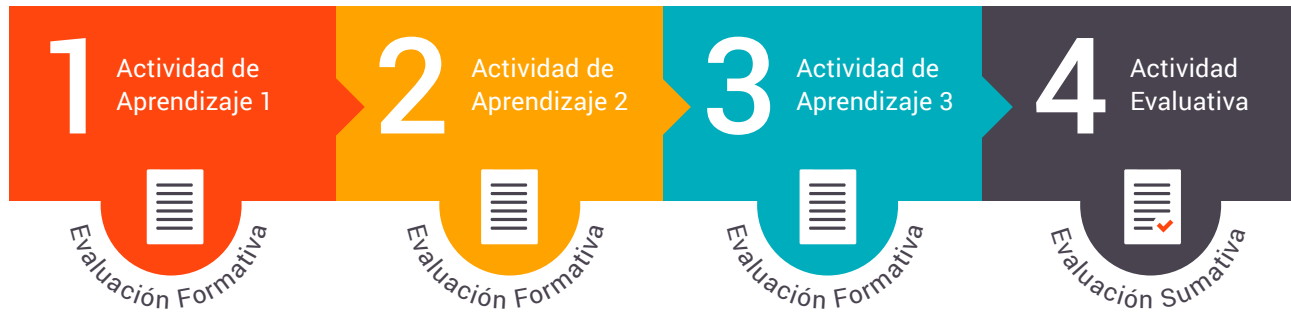 1
Actividad de
Aprendizaje 1
Evaluación Formativa
2
Actividad de
Aprendizaje 2
Evaluación Formativa
3
Actividad de
Aprendizaje 3
Evaluación Formativa
4
Actividad
Evaluativa
Evaluación Sumativa